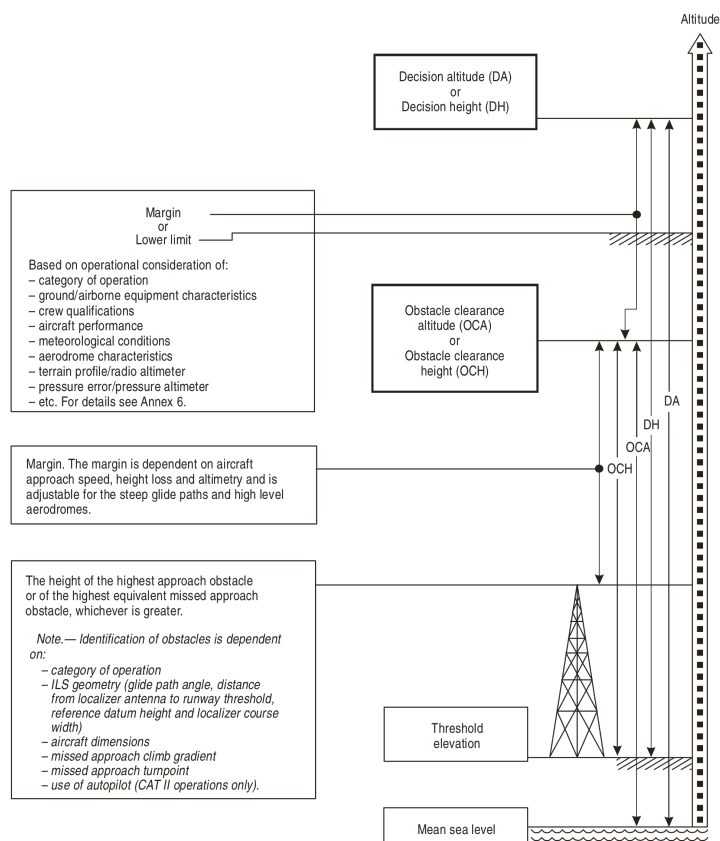 Altitude
Decision altitude (DA)
or
Decision height (DH)
Margin
or
Lower limit
Based on operational consideration of:
– category of operation
– ground/airborne equipment characteristics
– crew qualifications
– aircraft performance
– meteorological conditions
– aerodrome characteristics
– terrain profile/radio altimeter
– pressure error/pressure altimeter
– etc. For details see Annex 6.
Obstacle clearance
altitude (OCA)
or
Obstacle clearance
height (OCH)
DA
DH
OCA
OCH
Margin. The margin is dependent on aircraft
approach speed, height loss and altimetry and is
adjustable for the steep glide paths and high level
aerodromes.
The height of the highest approach obstacle
or of the highest equivalent missed approach
obstacle, whichever is greater.
Note.— Identification of obstacles is dependent
on:
– category of operation
– ILS geometry (glide path angle, distance
from localizer antenna to runway threshold,
reference datum height and localizer course
width)
– aircraft dimensions
– missed approach climb gradient
– missed approach turnpoint
– use of autopilot (CAT II operations only).
Threshold
elevation
Mean sea level